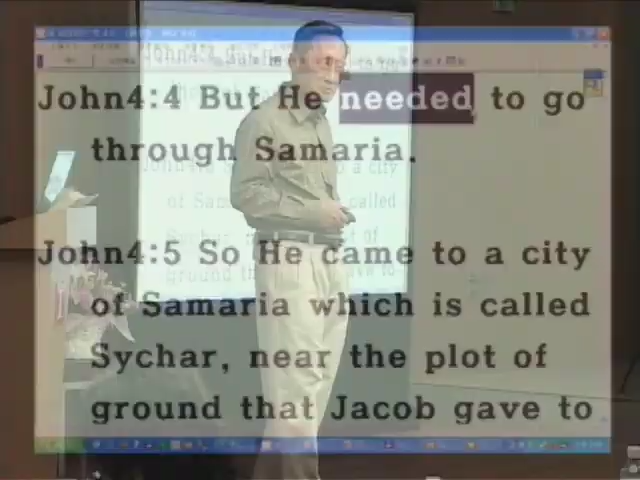 John4:4 But He needed to go
through Samaria.
John4:5 So He came to a city
of Samaria which is called
Sychar, near the plot of
ground that Jacob gave to